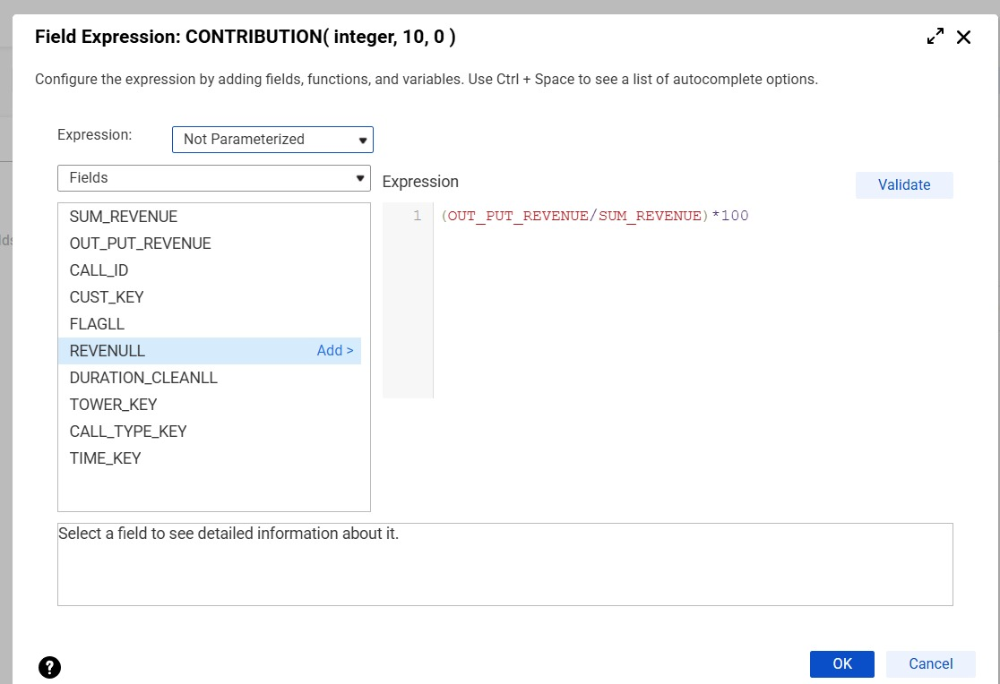 Field Expression: CONTRIBUTION( integer, 10, 0 )
Configure the expression by adding fields, functions, and variables. Use Ctrl + Space to see a list of autocomplete options.
Expression:
Not Parameterized
Fields
Expression
Validate
SUM_REVENUE
OUT_PUT_REVENUE
CALL_ID
CUST_KEY
FLAGLL
REVENULL
Add >
DURATION_CLEANLL
TOWER_KEY
CALL_TYPE_KEY
TIME_KEY
1 (OUT_PUT_REVENUE/SUM_REVENUE)*100
Select a field to see detailed information about it.
?
OK
Cancel